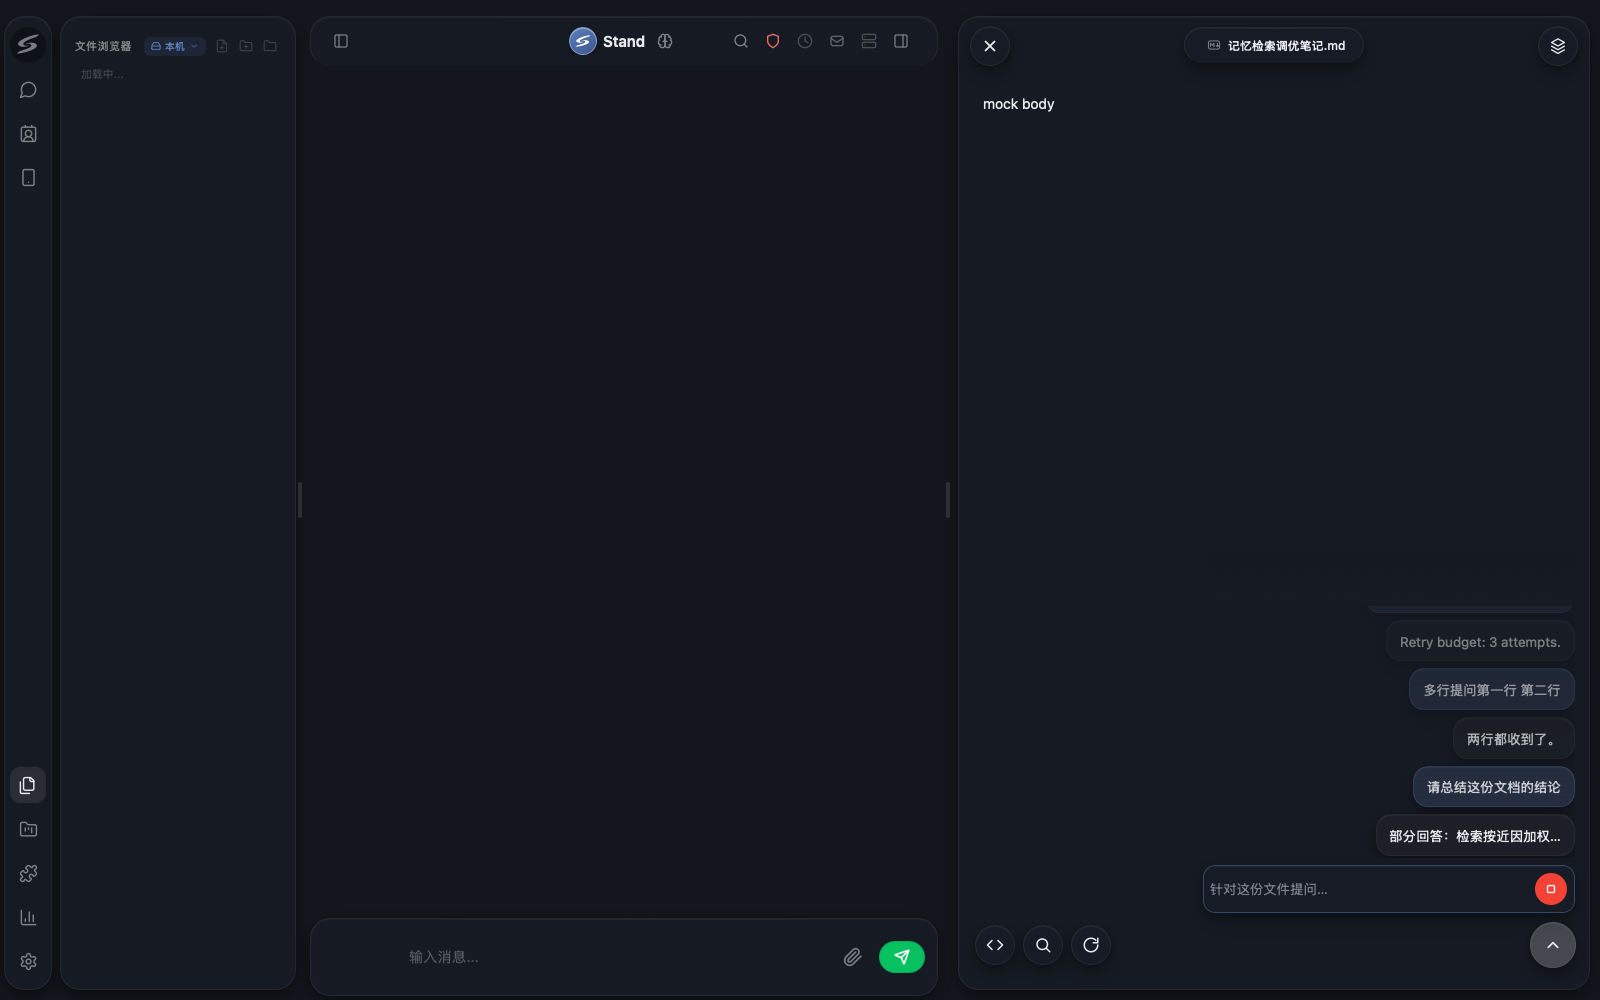 文件浏览器
本机
加载中...
Stand
输入消息...
记忆检索调优笔记.md
mock body
Retry budget: 3 attempts.
多行提问第一行 第二行
两行都收到了。
请总结这份文档的结论
部分回答：检索按近因加权...
针对这份文件提问...